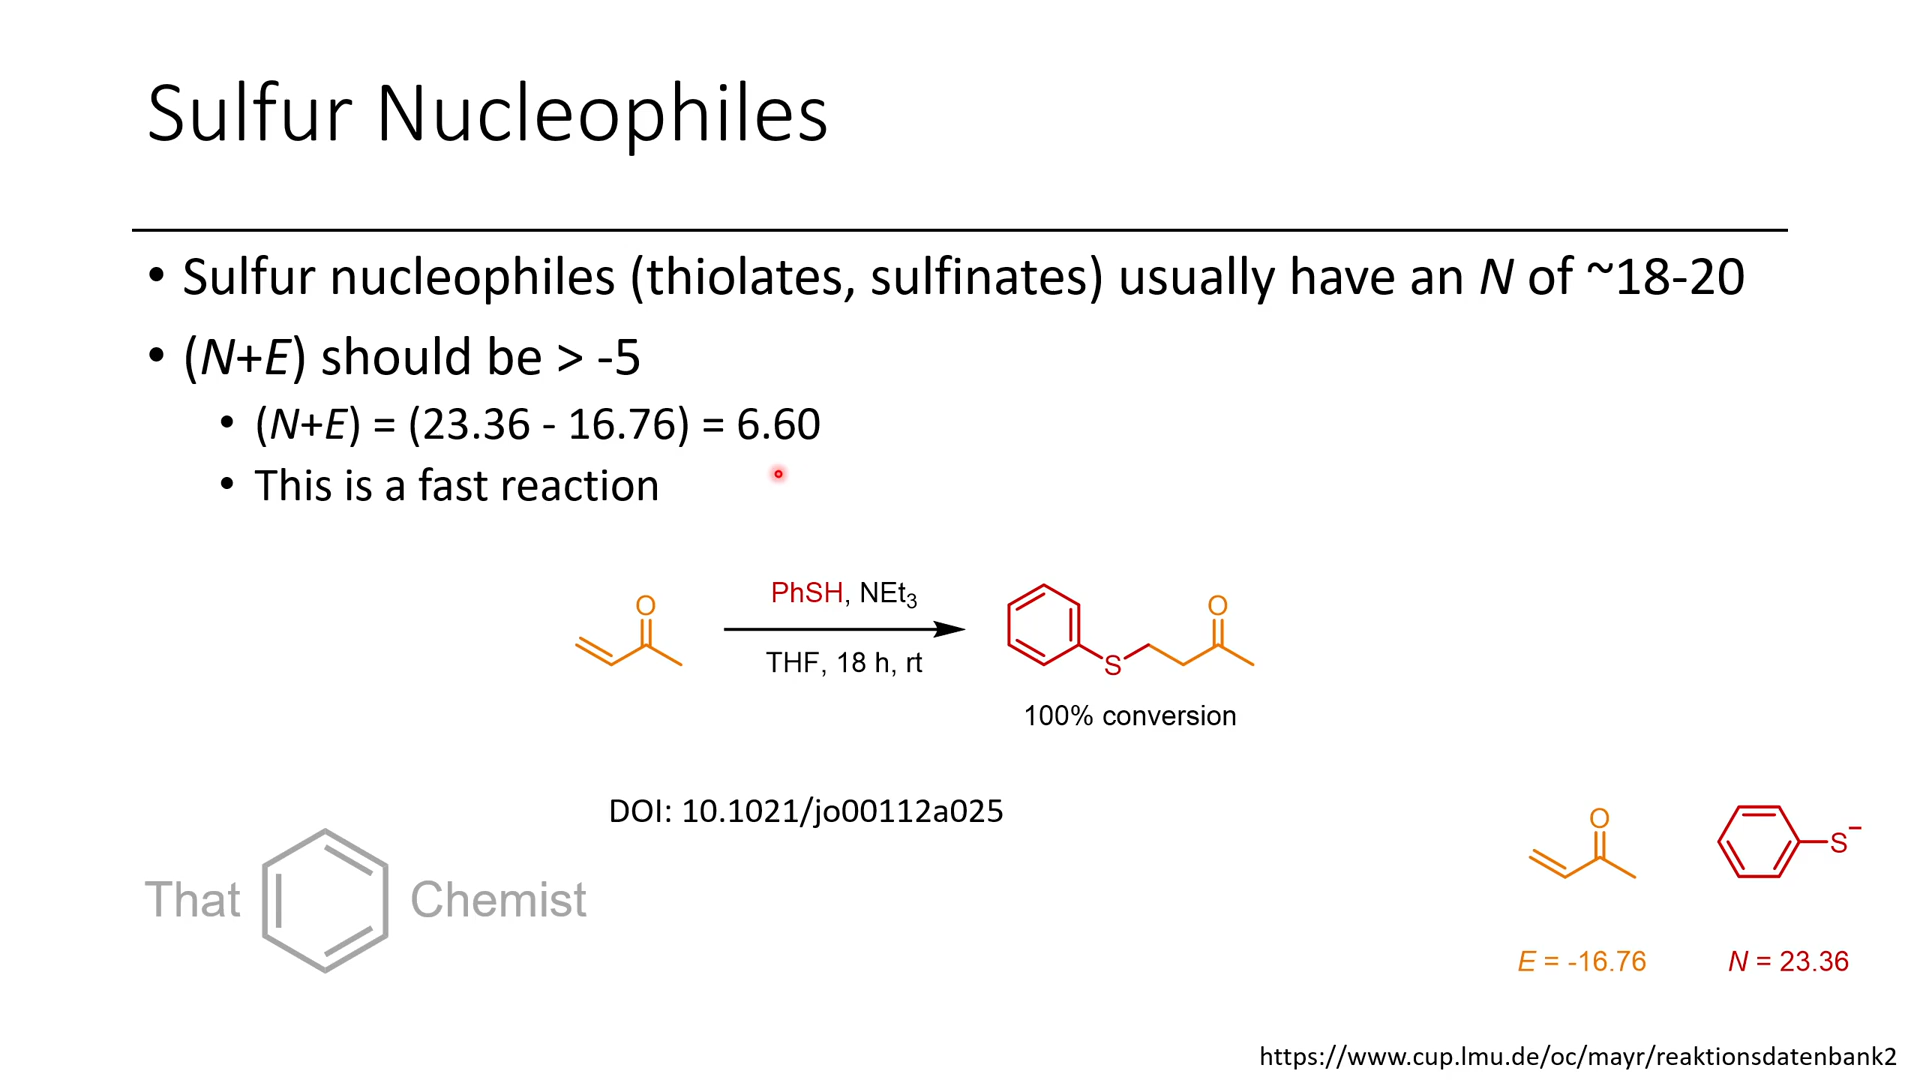 Sulfur Nucleophiles
• Sulfur nucleophiles (thiolates, sulfinates) usually have an N of ~18-20
• (N+E) should be > -5
• (N+E) = (23.36 - 16.76) = 6.60
• This is a fast reaction
PhSH, NEt₃
THF, 18 h, rt
O
S
O
100% conversion
DOI: 10.1021/jo00112a025
That Chemist
O
S⁻
E = -16.76
N = 23.36
https://www.cup.lmu.de/oc/mayr/reaktionsdatenbank2